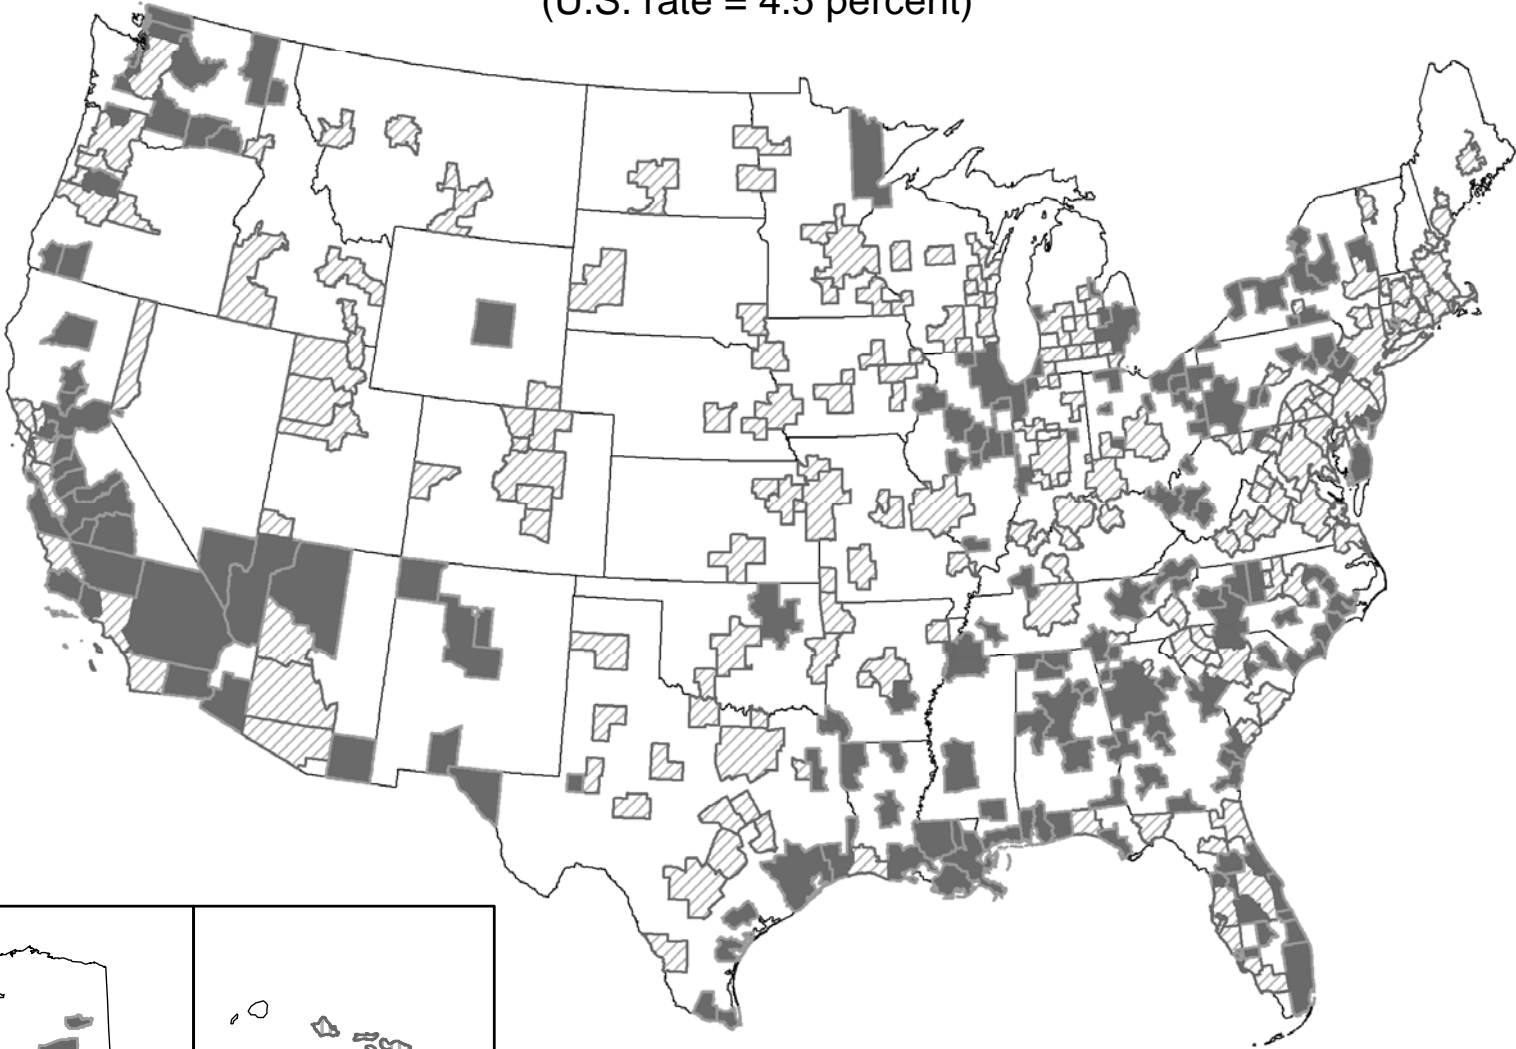 (U.S. rate = 4.5 percent)